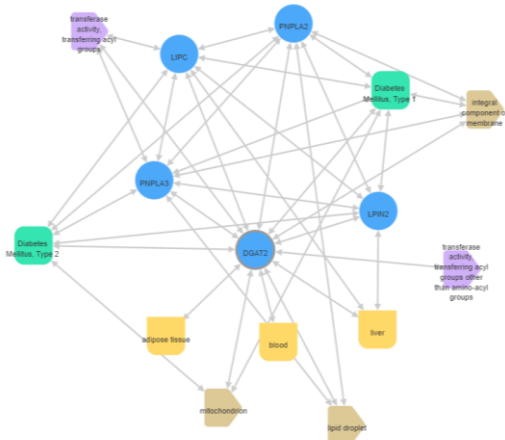 transferase
activity,
transferring acyl
groups
PNPLA2
LIPC
Diabetes
Mellitus, Type 1
integral
component of
membrane
PNPLA3
LPIN2
Diabetes
Mellitus, Type 2
DGAT2
transferase
activity,
transferring acyl
groups other
than amino-acyl
groups
adipose tissue
blood
liver
mitochondrion
lipid droplet